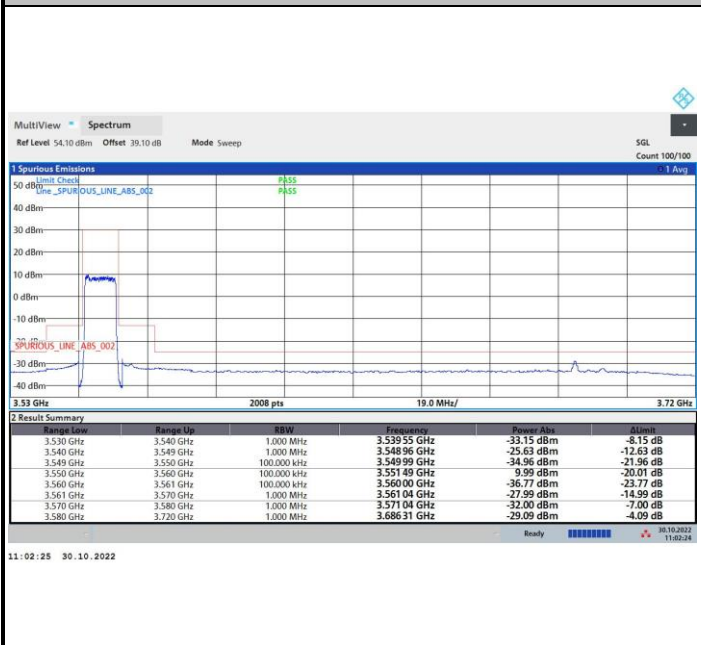 MultiView Spectrum
Ref Level 54.10 dBm Offset 39.10 dB Mode Sweep SGL
Count 100/100
1 Spurious Emissions 1 Avg
Limit Check PASS
50 dBm
Line _SPURIOUS_LINE_ABS_002 PASS
40 dBm
30 dBm
20 dBm
10 dBm
0 dBm
-10 dBm
-20 dBm
SPURIOUS_LINE_ABS_002
-30 dBm
-40 dBm
3.53 GHz 2008 pts 19.0 MHz/ 3.72 GHz
2 Result Summary
Range Low Range Up RBW Frequency Power Abs ΔLimit
3.530 GHz 3.540 GHz 1.000 MHz 3.539 55 GHz -33.15 dBm -8.15 dB
3.540 GHz 3.549 GHz 1.000 MHz 3.548 96 GHz -25.63 dBm -12.63 dB
3.549 GHz 3.550 GHz 100.000 kHz 3.549 99 GHz -34.96 dBm -21.96 dB
3.550 GHz 3.560 GHz 100.000 kHz 3.551 49 GHz 9.99 dBm -20.01 dB
3.560 GHz 3.561 GHz 100.000 kHz 3.560 00 GHz -36.77 dBm -23.77 dB
3.561 GHz 3.570 GHz 1.000 MHz 3.561 04 GHz -27.99 dBm -14.99 dB
3.570 GHz 3.580 GHz 1.000 MHz 3.571 04 GHz -32.00 dBm -7.00 dB
3.580 GHz 3.720 GHz 1.000 MHz 3.686 31 GHz -29.09 dBm -4.09 dB
Ready 30.10.2022
11:02:24
11:02:25 30.10.2022